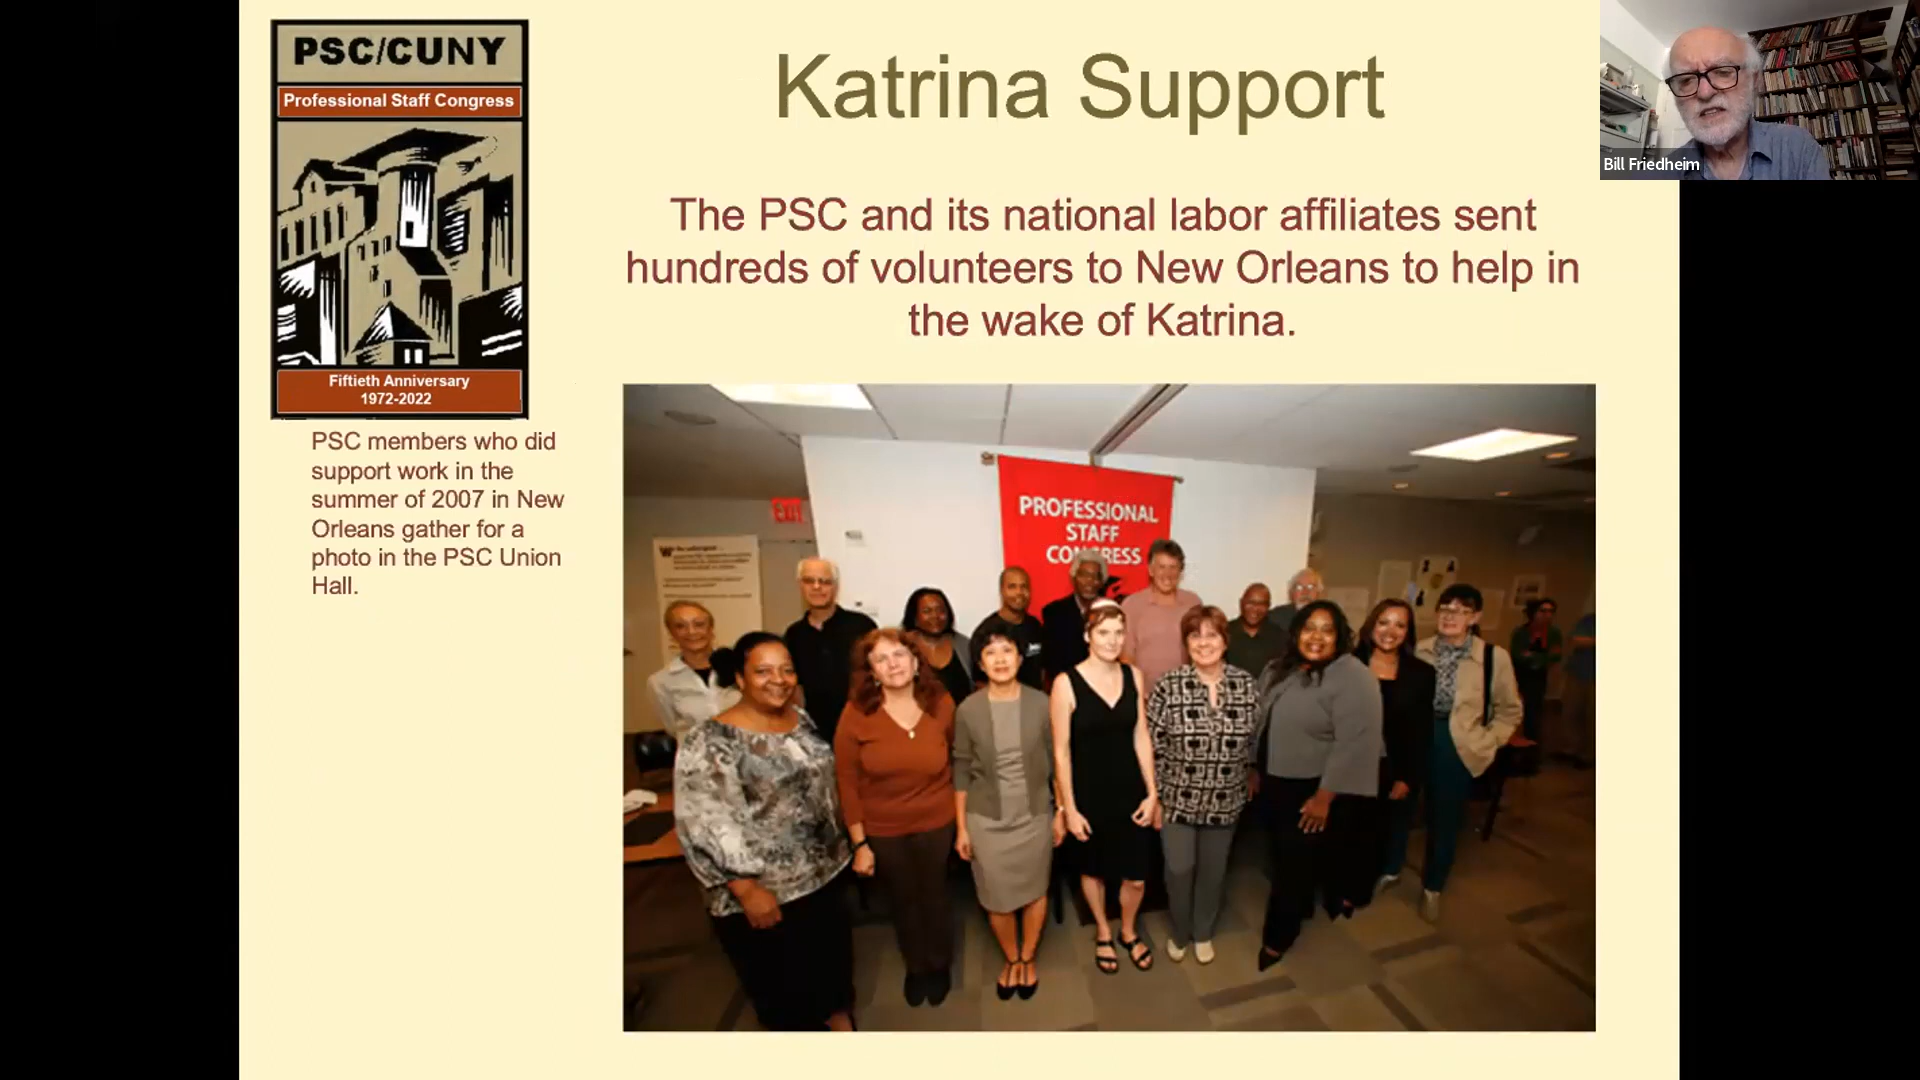 PSC/CUNY
Professional Staff Congress
Fiftieth Anniversary
1972-2022
Katrina Support
The PSC and its national labor affiliates sent
hundreds of volunteers to New Orleans to help in
the wake of Katrina.
PSC members who did
support work in the
summer of 2007 in New
Orleans gather for a
photo in the PSC Union
Hall.
EXIT
PROFESSIONAL
STAFF
CONGRESS
Bill Friedheim